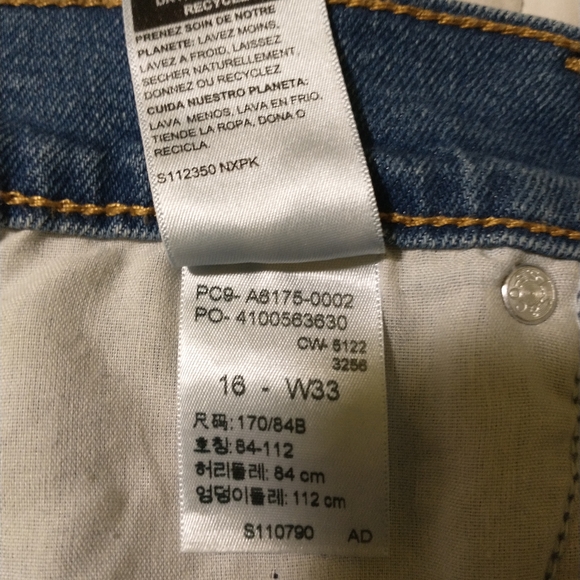 RECYCLE
PRENEZ SOIN DE NOTRE
PLANETE: LAVEZ MOINS,
LAVEZ A FROID, LAISSEZ
SECHER NATURELLEMENT,
DONNEZ OU RECYCLEZ
CUIDA NUESTRO PLANETA:
LAVA MENOS, LAVA EN FRIO,
TIENDE LA ROPA, DONA O
RECICLA.
S112350 NXPK
PC9- A6175-0002
PO- 4100563630
CW- 5122
3256
16 - W33
尺码: 170/84B
호칭: 84-112
허리둘레: 84 cm
엉덩이둘레: 112 cm
S110790 AD